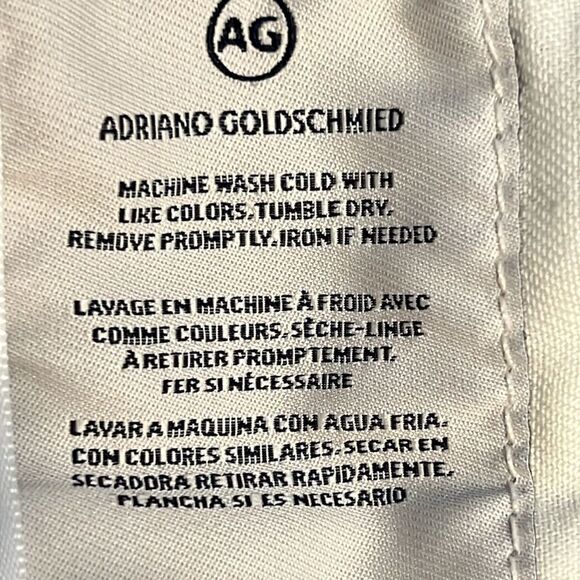 AG
ADRIANO GOLDSCHMIED
MACHINE WASH COLD WITH
LIKE COLORS. TUMBLE DRY.
REMOVE PROMPTLY. IRON IF NEEDED
LAVAGE EN MACHINE À FROID AVEC
COMME COULEURS. SÈCHE-LINGE
À RETIRER PROMPTEMENT.
FER SI NÉCESSAIRE
LAVAR A MAQUINA CON AGUA FRIA.
CON COLORES SIMILARES. SECAR EN
SECADORA RETIRAR RAPIDAMENTE.
PLANCHA SI ES NECESARIO